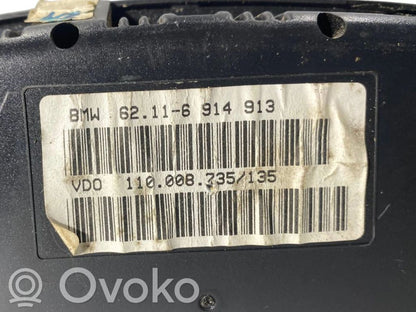 BMW 62.11-6 914 913
VDO 110.008.735/135
Ovoko